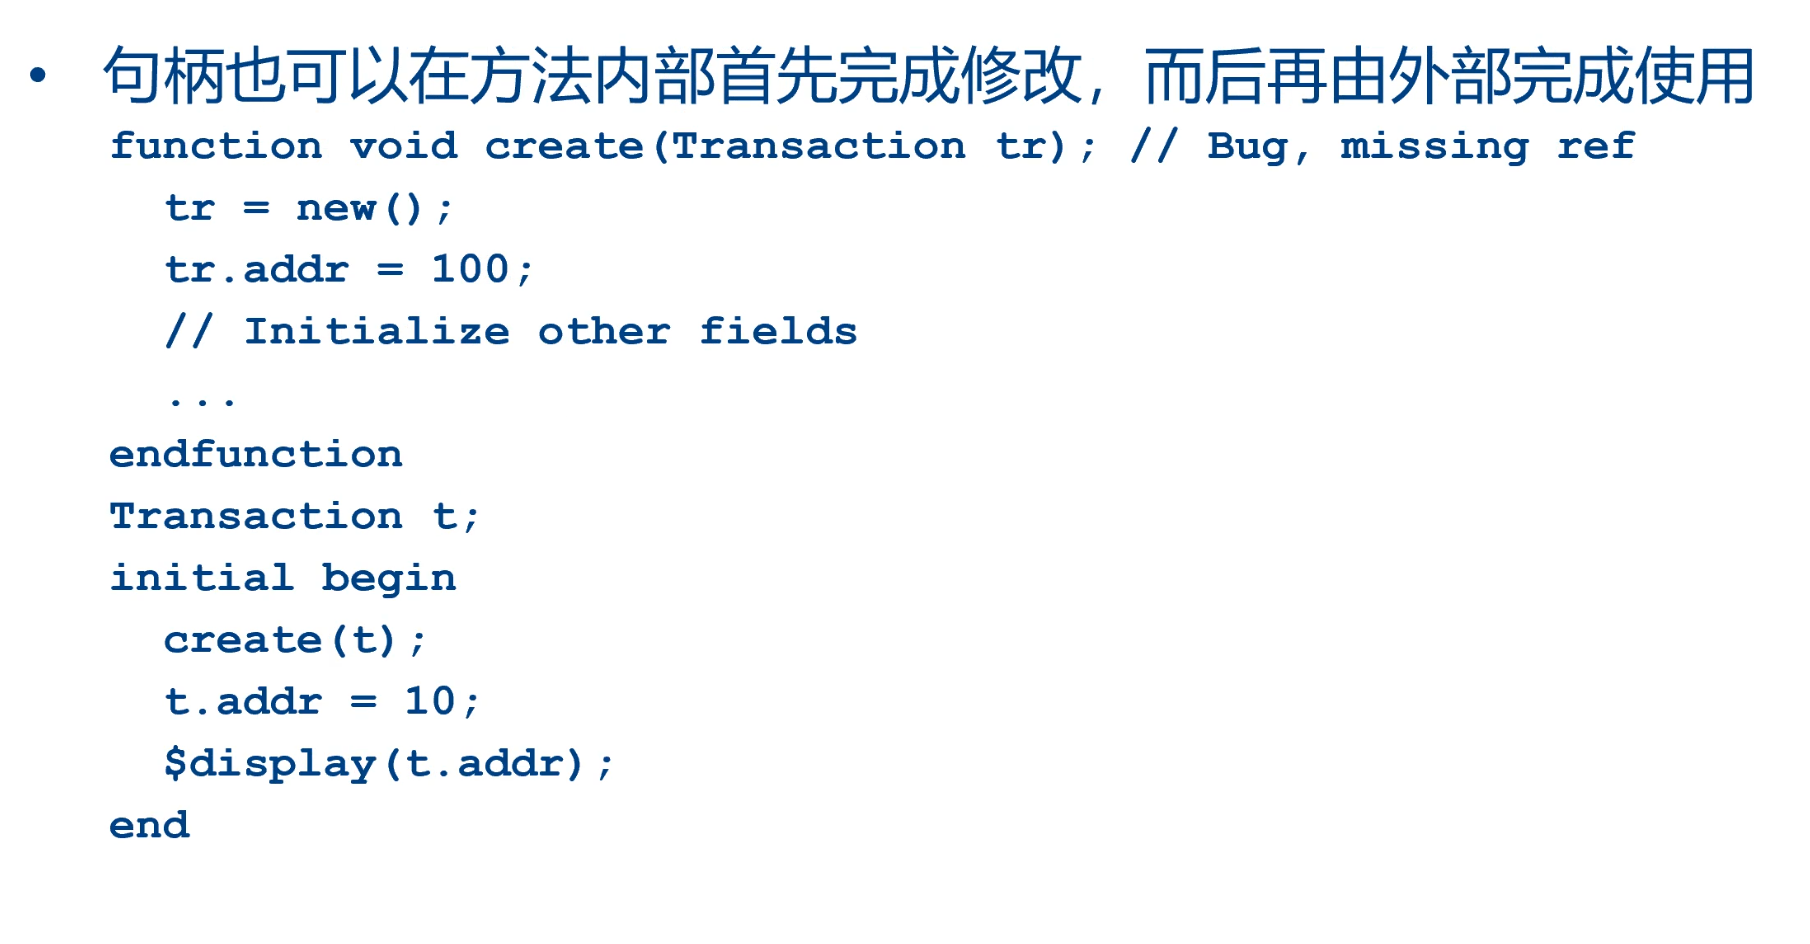 • 句柄也可以在方法内部首先完成修改，而后再由外部完成使用
function void create(Transaction tr); // Bug, missing ref
tr = new();
tr.addr = 100;
// Initialize other fields
...
endfunction
Transaction t;
initial begin
create(t);
t.addr = 10;
$display(t.addr);
end